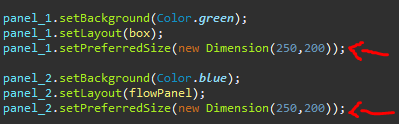 panel_1.setBackground(Color.green);
panel_1.setLayout(box);
panel_1.setPreferredSize(new Dimension(250,200));
panel_2.setBackground(Color.blue);
panel_2.setLayout(flowPanel);
panel_2.setPreferredSize(new Dimension(250,200));